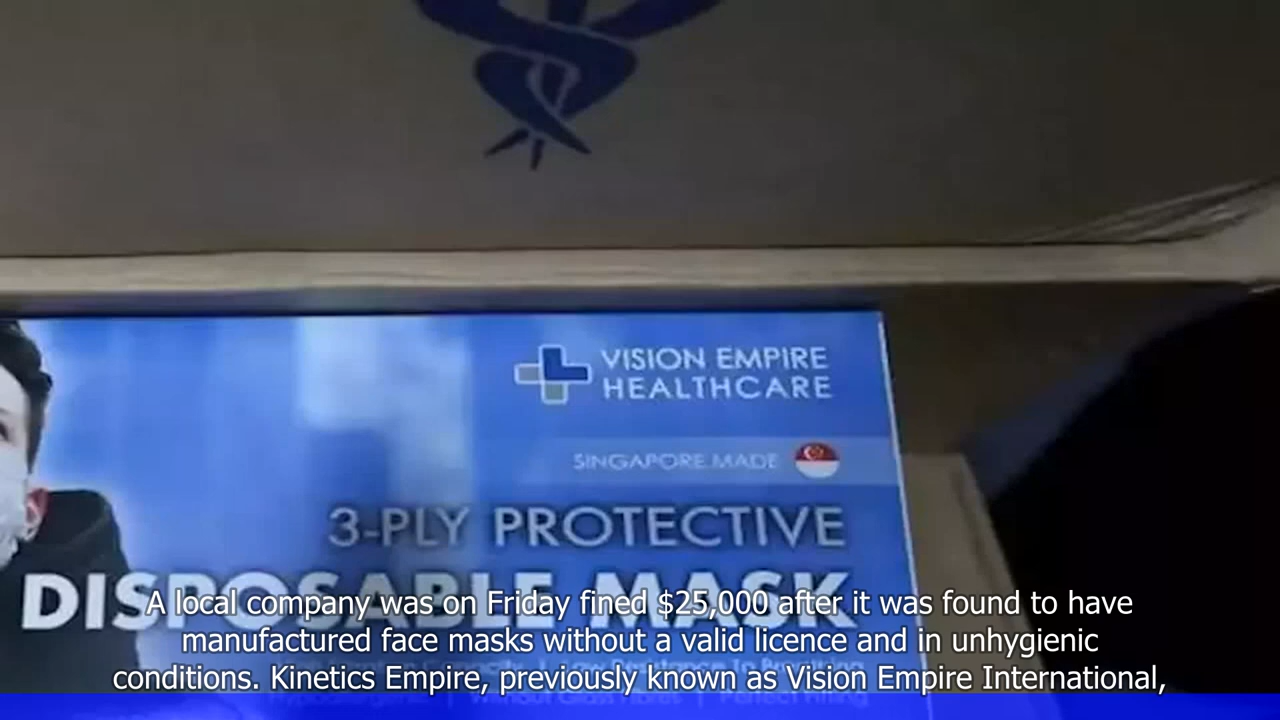 VISION EMPIRE
HEALTHCARE
SINGAPORE MADE
3-PLY PROTECTIVE
DISPOSABLE MASK
A local company was on Friday fined $25,000 after it was found to have
manufactured face masks without a valid licence and in unhygienic
conditions. Kinetics Empire, previously known as Vision Empire International,